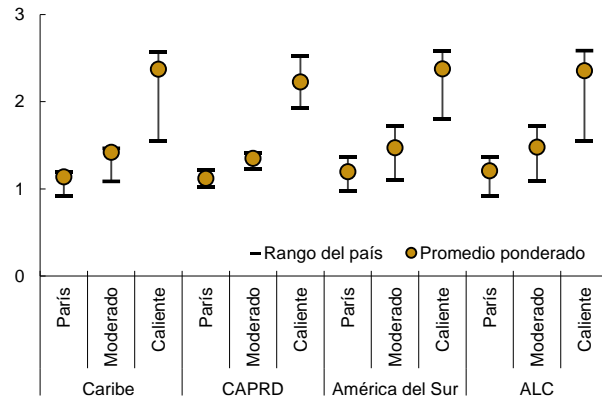 3
2
1
0
Rango del país Promedio ponderado
París Moderado Caliente París Moderado Caliente París Moderado Caliente París Moderado Caliente
Caribe CAPRD América del Sur ALC